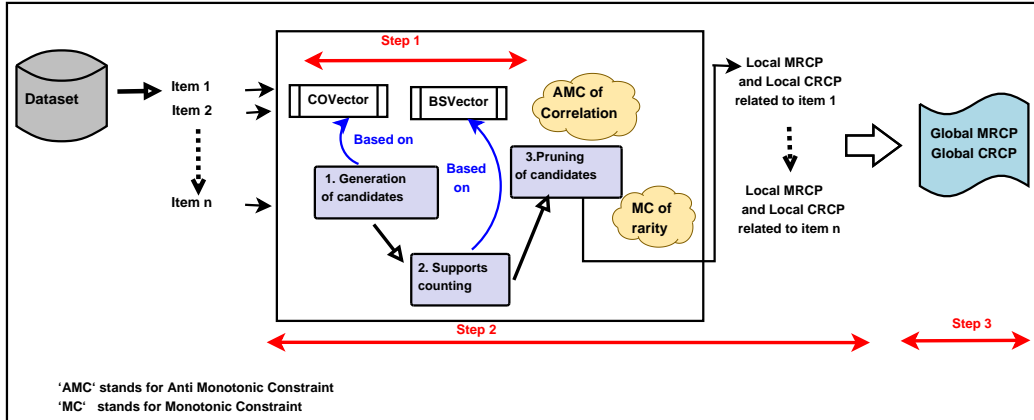 Step 1
Dataset
Item 1
Item 2
Item n
COVector
BSVector
AMC of
Correlation
Based on
Based
on
1. Generation
of candidates
3.Pruning
of candidates
MC of
rarity
2. Supports
counting
Local MRCP
and Local CRCP
related to item 1
Local MRCP
and Local CRCP
related to item n
Global MRCP
Global CRCP
Step 2
Step 3
‘AMC‘ stands for Anti Monotonic Constraint
‘MC‘ stands for Monotonic Constraint